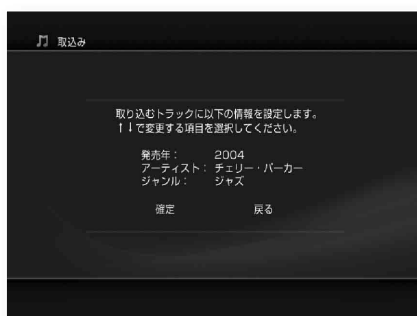 取込み
取り込むトラックに以下の情報を設定します。
↑↓で変更する項目を選択してください。
発売年： 2004
アーティスト： チェリー・パーカー
ジャンル： ジャズ
確定 戻る